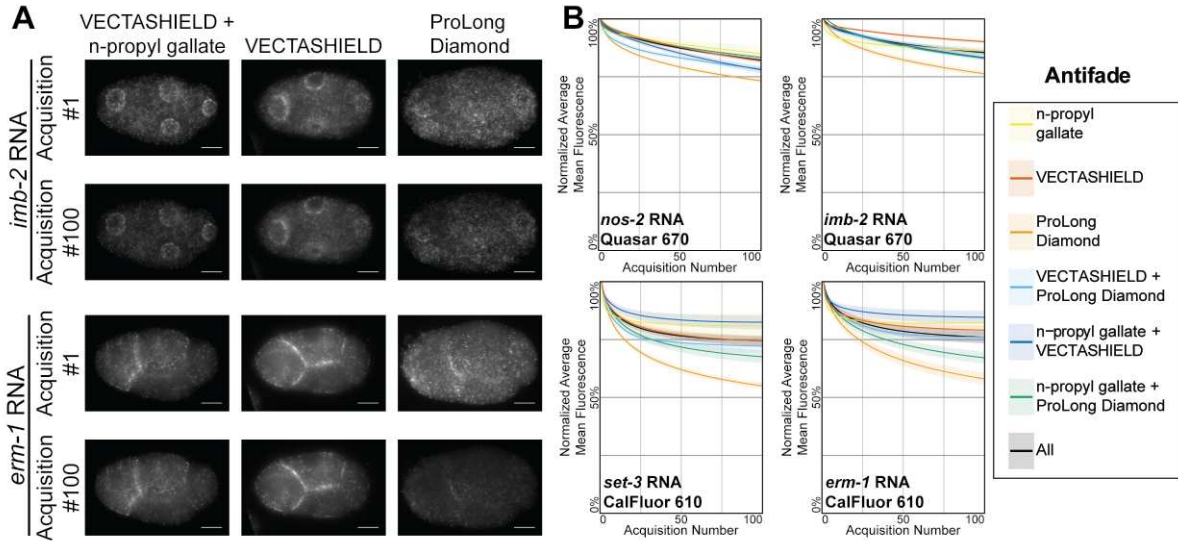 A
VECTASHIELD +
n-propyl gallate
VECTASHIELD
ProLong
Diamond
imb-2 RNA
Acquisition
#1
Acquisition
#100
erm-1 RNA
Acquisition
#1
Acquisition
#100
B
Normalized Average
Mean Fluorescence
100%
50%
0%
nos-2 RNA
Quasar 670
50
100
Acquisition Number
Normalized Average
Mean Fluorescence
100%
50%
0%
imb-2 RNA
Quasar 670
50
100
Acquisition Number
Normalized Average
Mean Fluorescence
100%
50%
0%
set-3 RNA
CalFluor 610
50
100
Acquisition Number
Normalized Average
Mean Fluorescence
100%
50%
0%
erm-1 RNA
CalFluor 610
50
100
Acquisition Number
Antifade
n-propyl
gallate
VECTASHIELD
ProLong
Diamond
VECTASHIELD +
ProLong Diamond
n−propyl gallate +
VECTASHIELD
n-propyl gallate +
ProLong Diamond
All